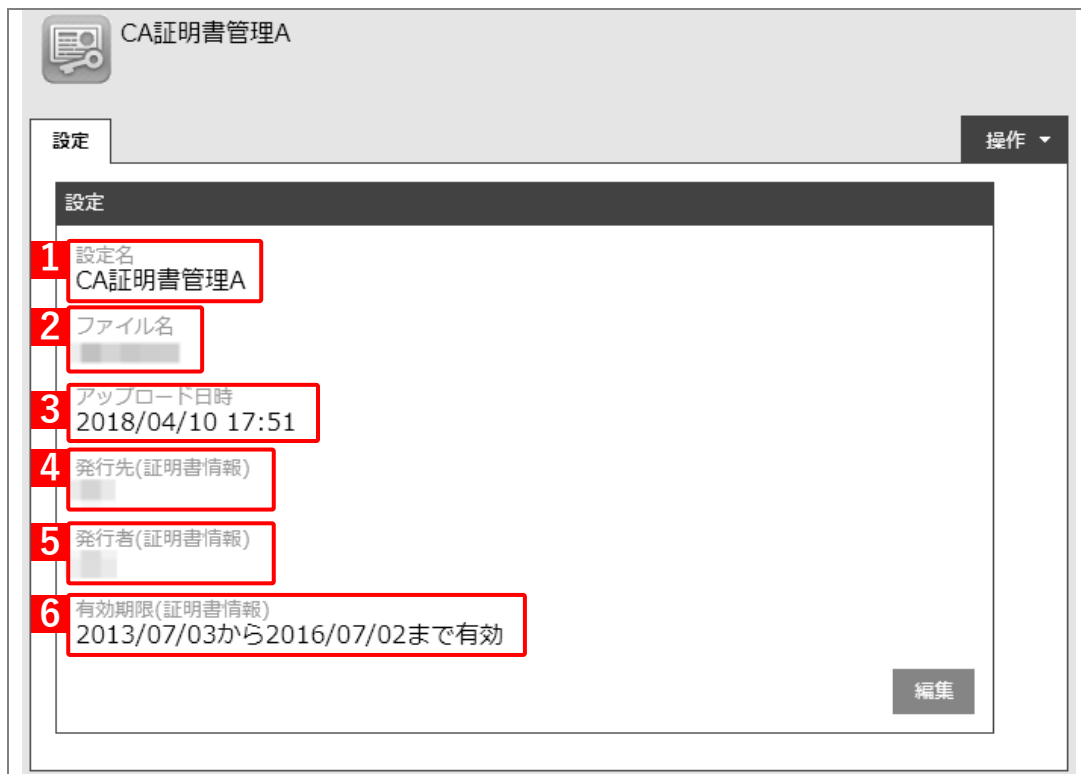 CA証明書管理A
設定
操作
設定
1 設定名
CA証明書管理A
2 ファイル名
3 アップロード日時
2018/04/10 17:51
4 発行先(証明書情報)
5 発行者(証明書情報)
6 有効期限(証明書情報)
2013/07/03から2016/07/02まで有効
編集